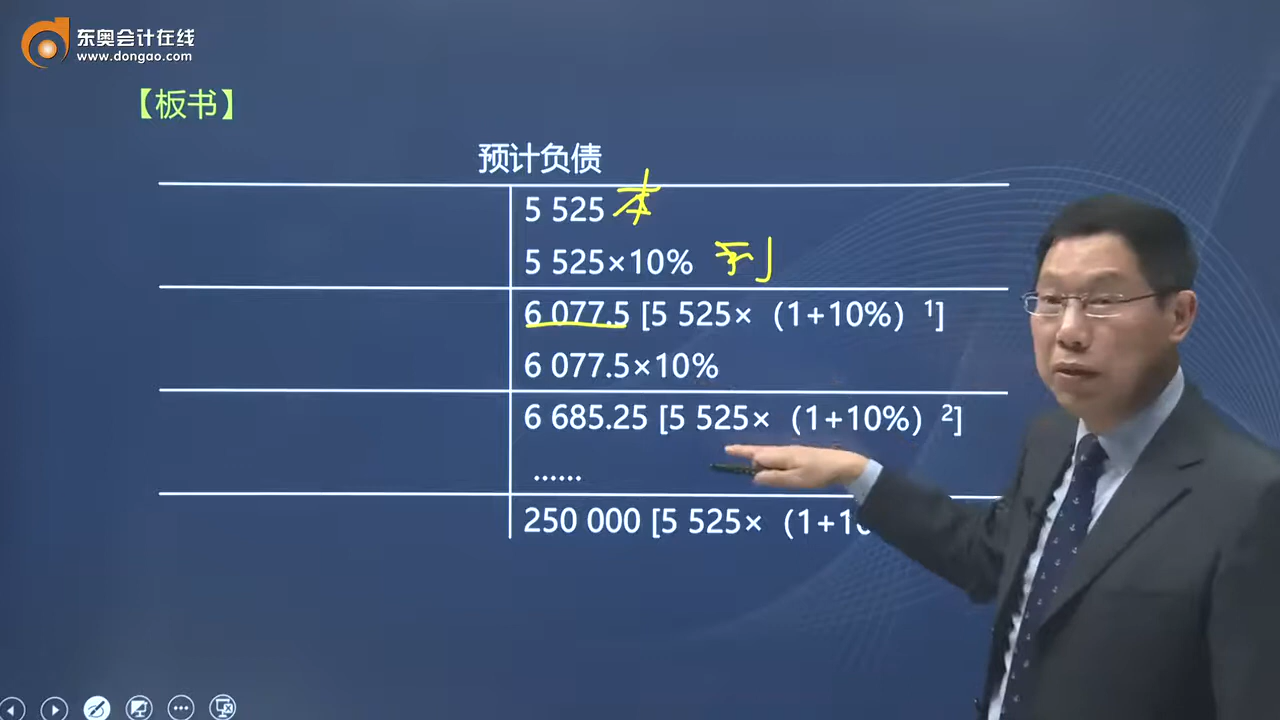 东奥会计在线
www.dongao.com
【板书】
预计负债
5 525 本
5 525×10% 利
6 077.5 [5 525×（1+10%）¹]
6 077.5×10%
6 685.25 [5 525×（1+10%）²]
......
250 000 [5 525×（1+10